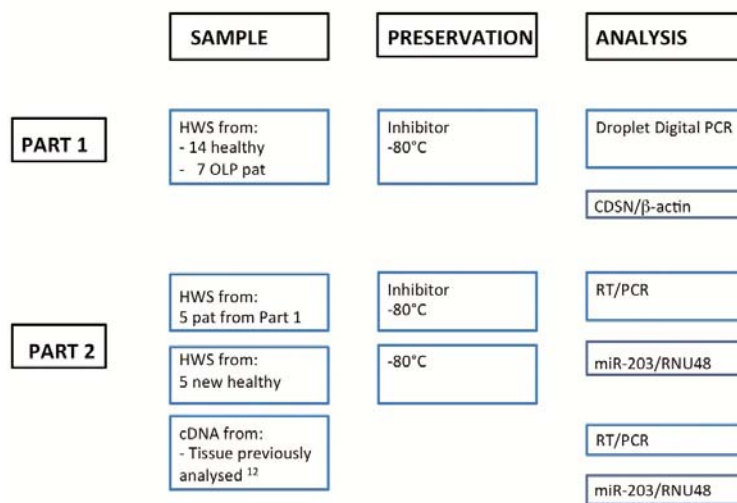 SAMPLE
PRESERVATION
ANALYSIS
PART 1
HWS from:
- 14 healthy
- 7 OLP pat
Inhibitor
-80°C
Droplet Digital PCR
CDSN/β-actin
PART 2
HWS from:
5 pat from Part 1
Inhibitor
-80°C
RT/PCR
HWS from:
5 new healthy
-80°C
miR-203/RNU48
cDNA from:
- Tissue previously
analysed 12
RT/PCR
miR-203/RNU48